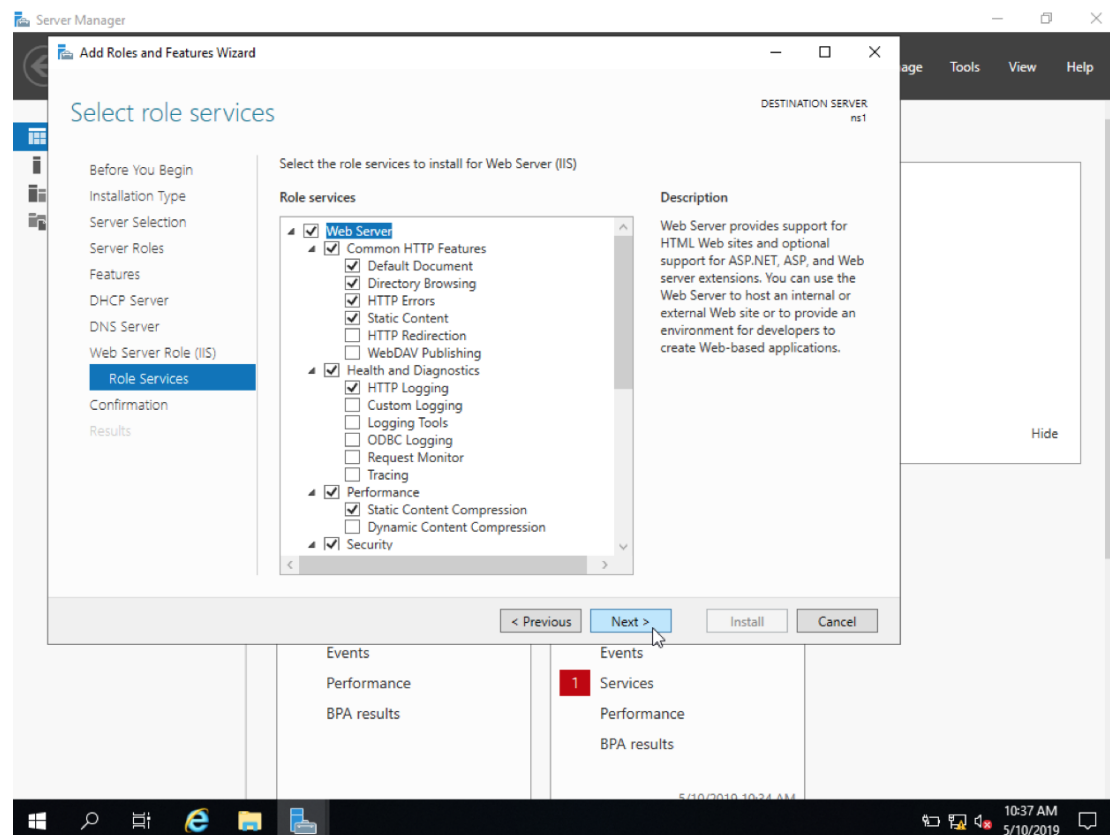 Server Manager
Add Roles and Features Wizard
age Tools View Help
Select role services
DESTINATION SERVER
ns1
Before You Begin
Installation Type
Server Selection
Server Roles
Features
DHCP Server
DNS Server
Web Server Role (IIS)
Role Services
Confirmation
Results
Select the role services to install for Web Server (IIS)
Role services
Web Server
Common HTTP Features
Default Document
Directory Browsing
HTTP Errors
Static Content
HTTP Redirection
WebDAV Publishing
Health and Diagnostics
HTTP Logging
Custom Logging
Logging Tools
ODBC Logging
Request Monitor
Tracing
Performance
Static Content Compression
Dynamic Content Compression
Security
Description
Web Server provides support for
HTML Web sites and optional
support for ASP.NET, ASP, and Web
server extensions. You can use the
Web Server to host an internal or
external Web site or to provide an
environment for developers to
create Web-based applications.
Hide
< Previous
Next >
Install
Cancel
Events
Performance
BPA results
Events
1 Services
Performance
BPA results
5/10/2019 10:34 AM
10:37 AM
5/10/2019